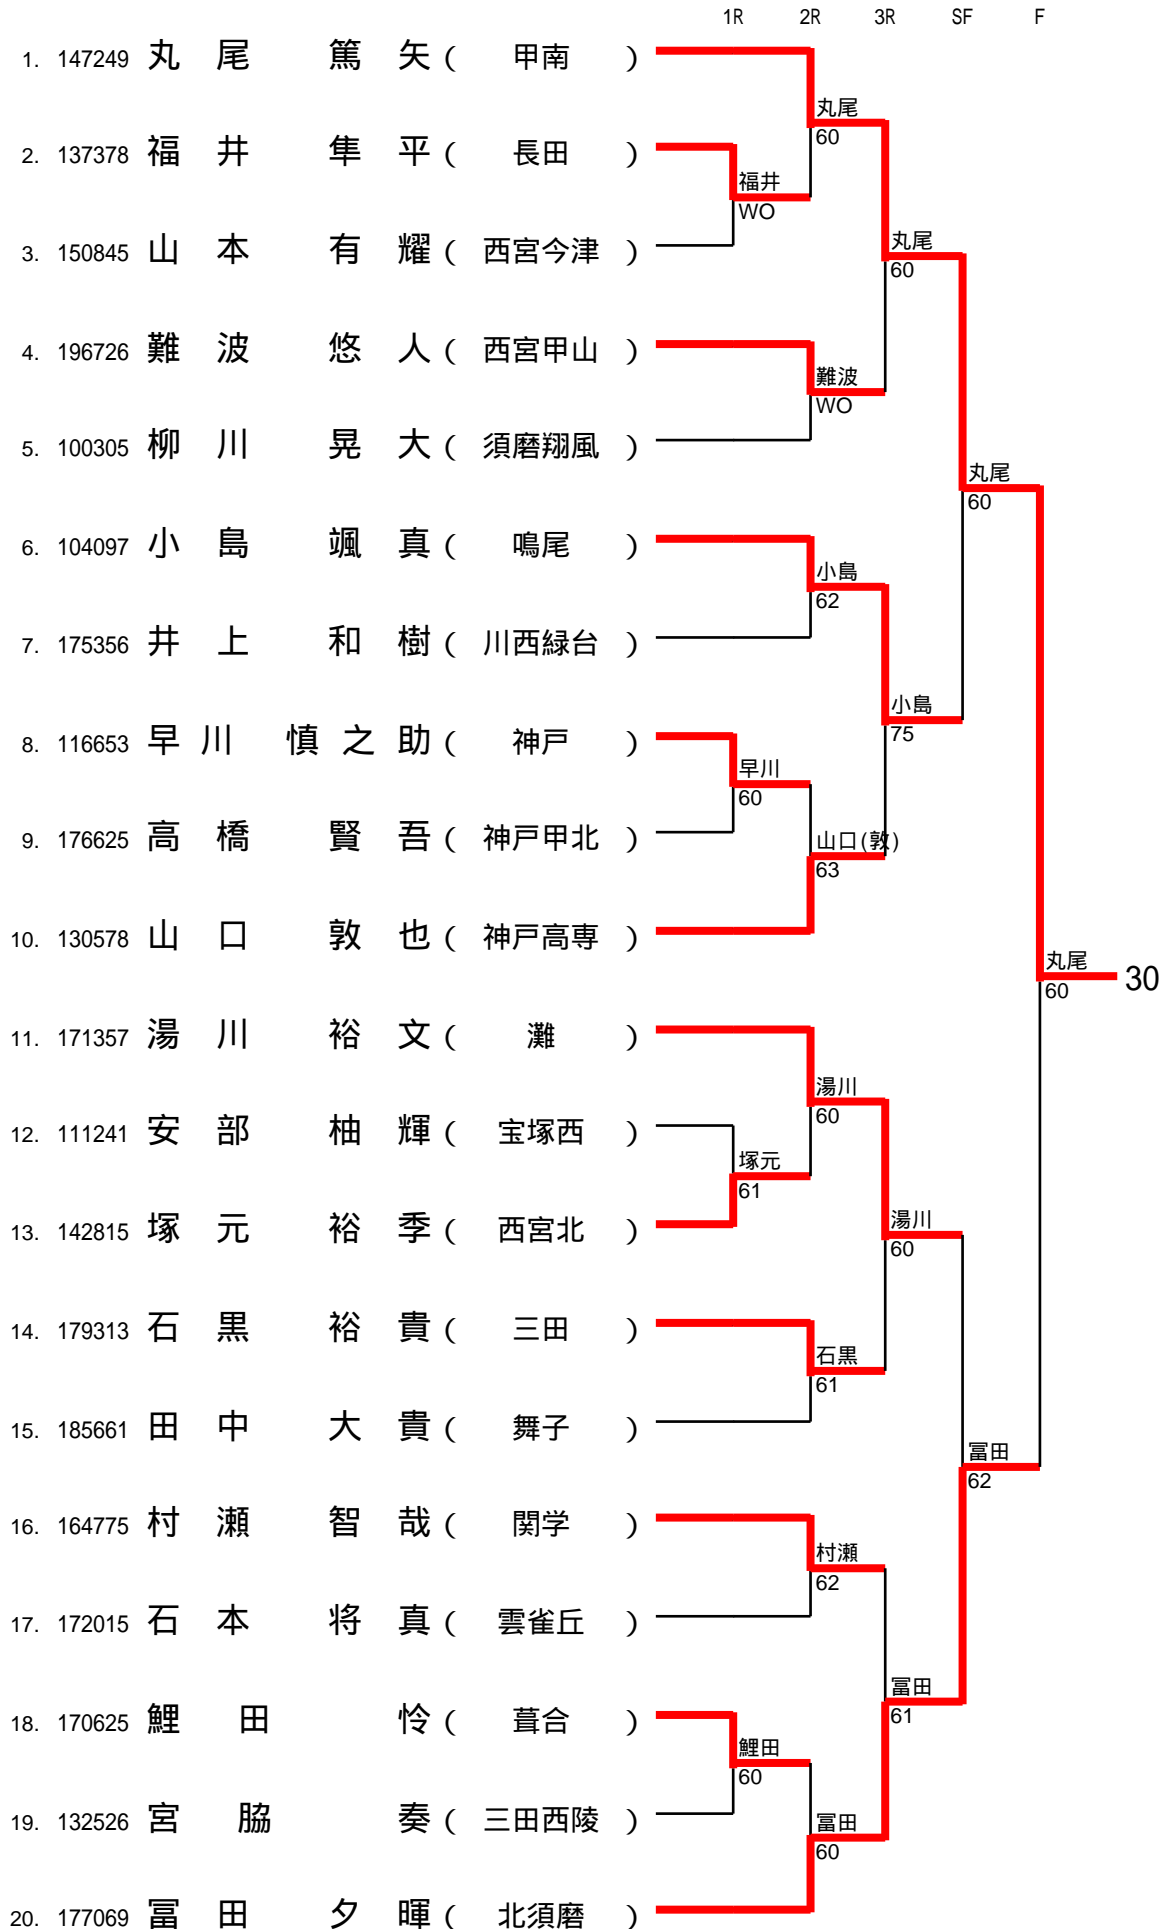 1R 2R 3R SF F
1. 147249 丸尾 篤矢 ( 甲南 )
丸尾
60
2. 137378 福井 隼平 ( 長田 )
福井
WO
3. 150845 山本 有耀 ( 西宮今津 )
丸尾
60
4. 196726 難波 悠人 ( 西宮甲山 )
難波
WO
5. 100305 柳川 晃大 ( 須磨翔風 )
丸尾
60
6. 104097 小島 颯真 ( 鳴尾 )
小島
62
7. 175356 井上 和樹 ( 川西緑台 )
小島
75
8. 116653 早川 慎之助 ( 神戸 )
早川
60
9. 176625 高橋 賢吾 ( 神戸甲北 )
山口(敦)
63
10. 130578 山口 敦也 ( 神戸高専 )
丸尾
60
30
11. 171357 湯川 裕文 ( 灘 )
湯川
60
12. 111241 安部 柚輝 ( 宝塚西 )
塚元
61
13. 142815 塚元 裕季 ( 西宮北 )
湯川
60
14. 179313 石黒 裕貴 ( 三田 )
石黒
61
15. 185661 田中 大貴 ( 舞子 )
冨田
62
16. 164775 村瀬 智哉 ( 関学 )
村瀬
62
17. 172015 石本 将真 ( 雲雀丘 )
冨田
61
18. 170625 鯉田 怜 ( 葺合 )
鯉田
60
19. 132526 宮脇 奏 ( 三田西陵 )
冨田
60
20. 177069 冨田 夕暉 ( 北須磨 )